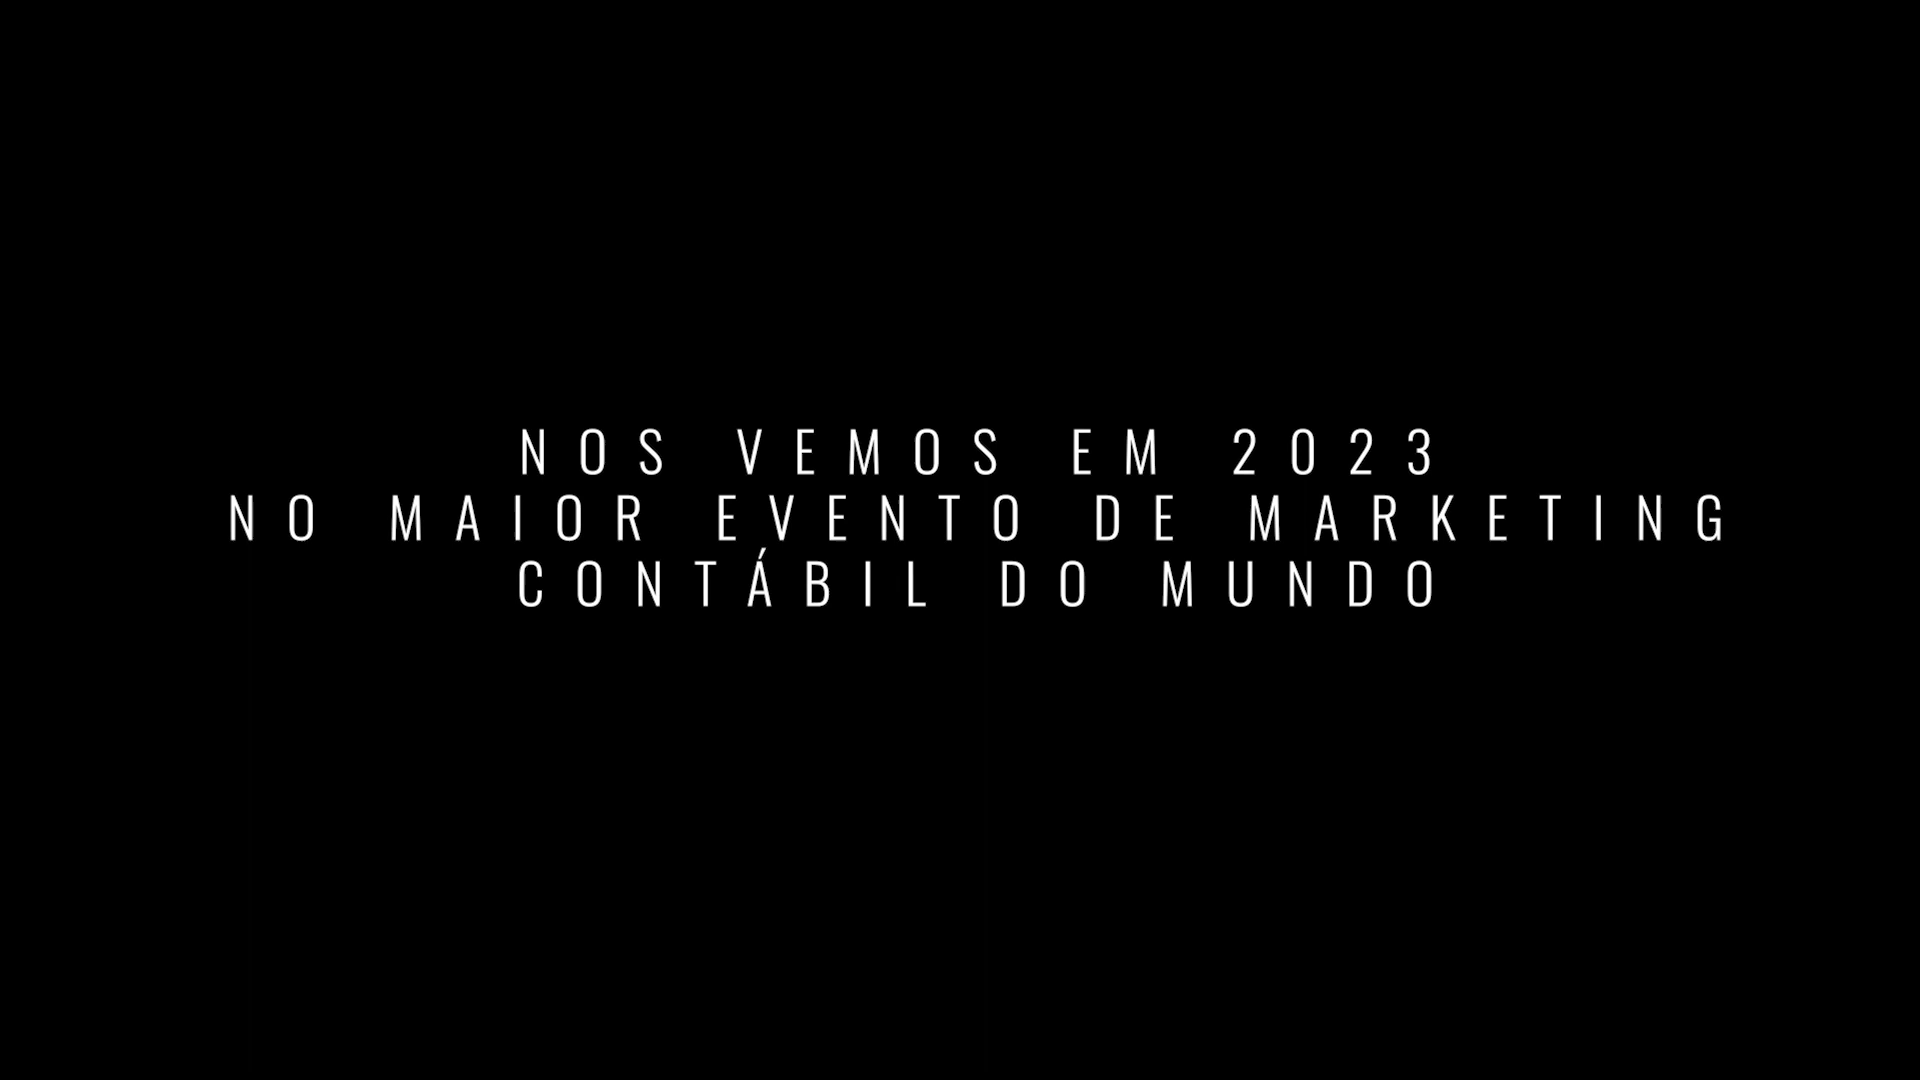 NOS VEMOS EM 2023
NO MAIOR EVENTO DE MARKETING
CONTÁBIL DO MUNDO